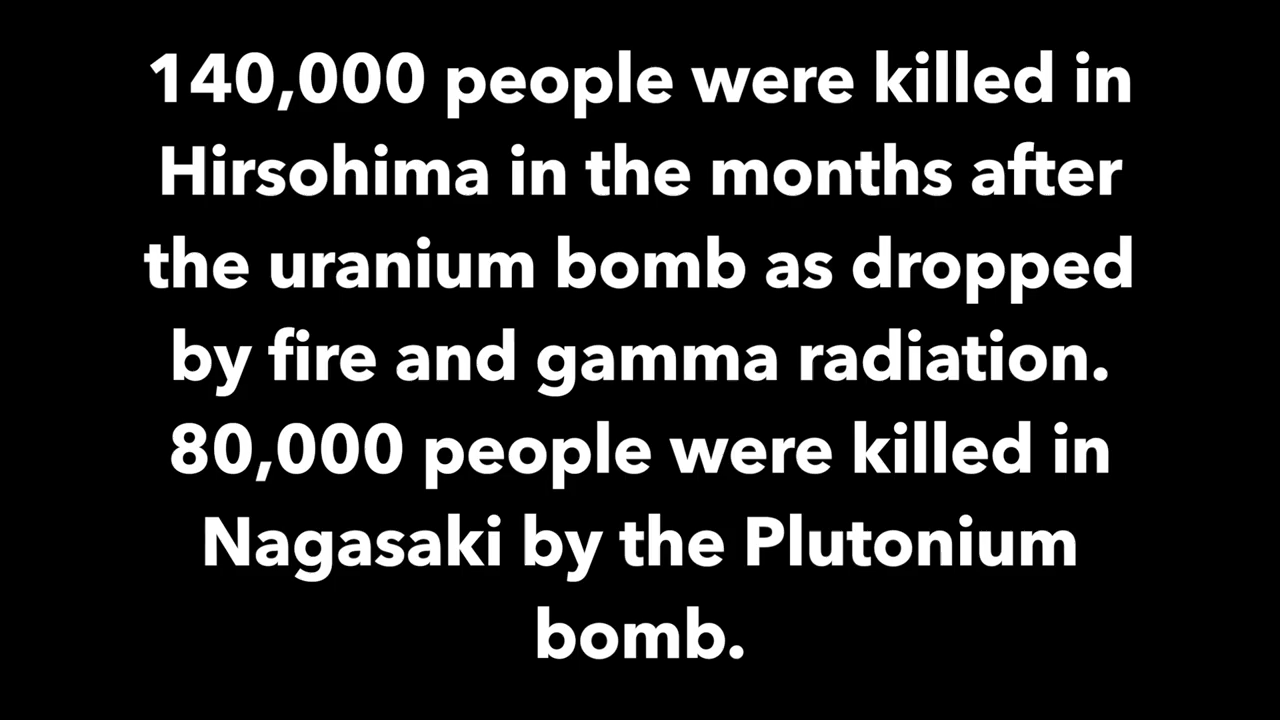 140,000 people were killed in
Hirsohima in the months after
the uranium bomb as dropped
by fire and gamma radiation.
80,000 people were killed in
Nagasaki by the Plutonium
bomb.